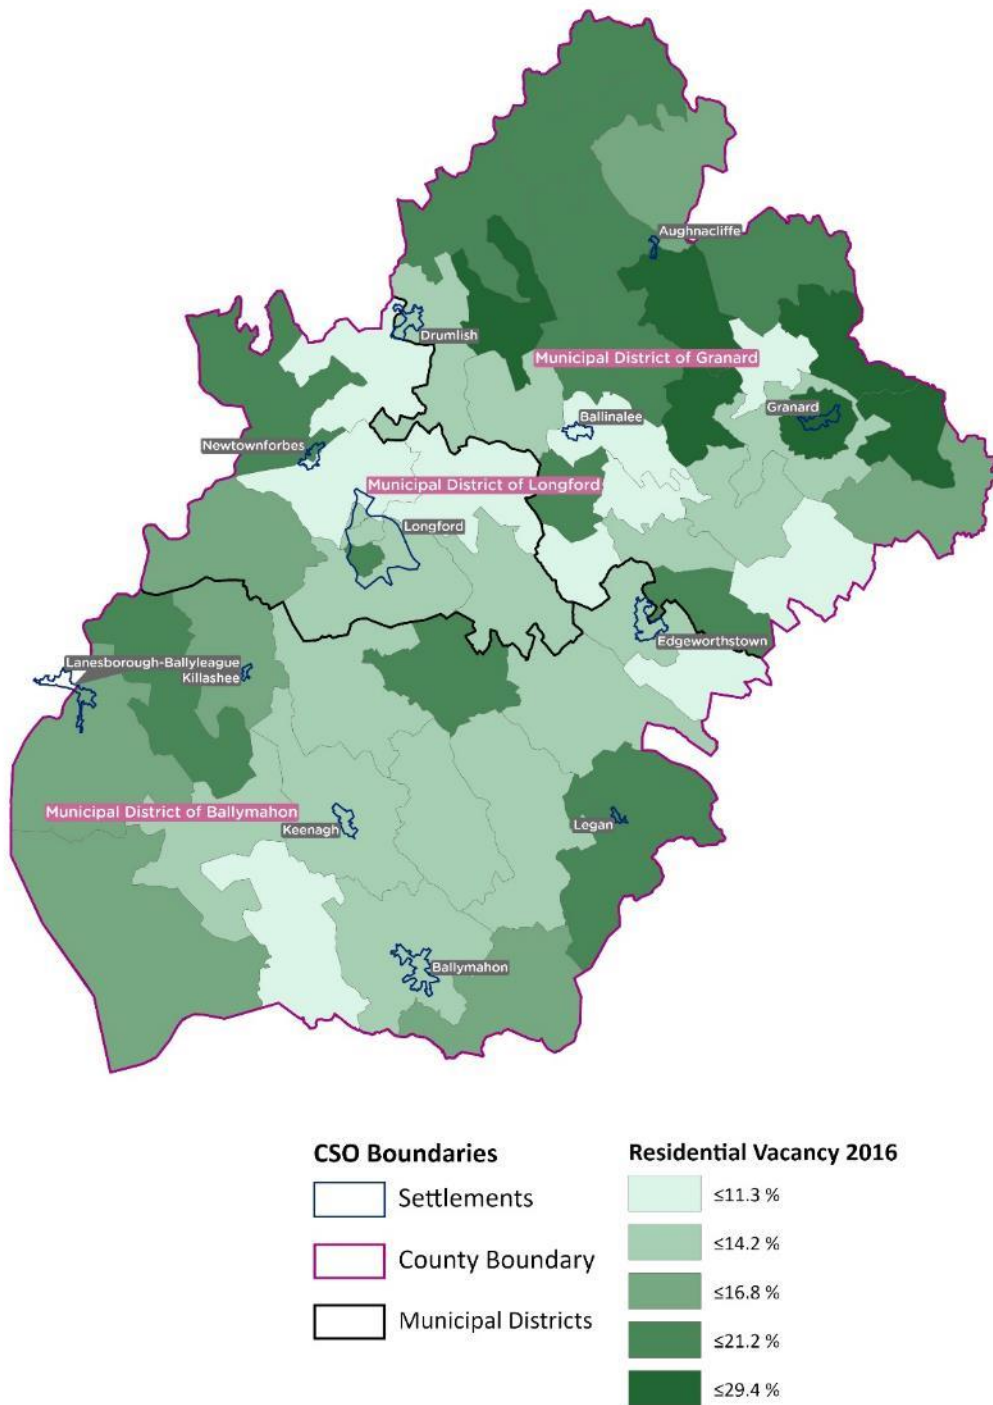 Aughnacliffe
Drumlish
Municipal District of Granard
Granard
Ballinalee
Newtownforbes
Municipal District of Longford
Longford
Edgeworthstown
Lanesborough-Ballyleague
Killashee
Municipal District of Ballymahon
Keenagh
Legan
Ballymahon
CSO Boundaries
Settlements
County Boundary
Municipal Districts
Residential Vacancy 2016
≤11.3 %
≤14.2 %
≤16.8 %
≤21.2 %
≤29.4 %